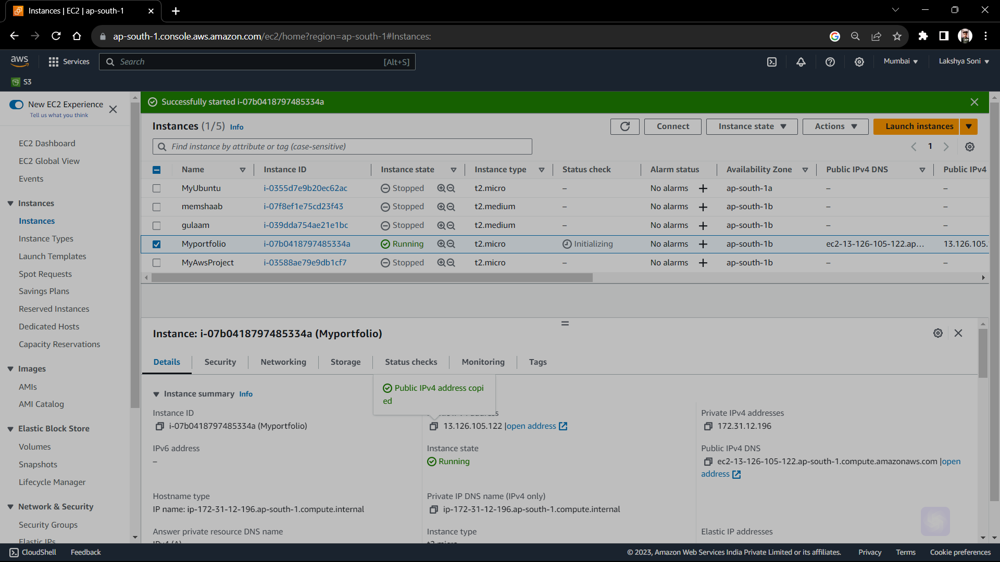 Instances | EC2 | ap-south-1
ap-south-1.console.aws.amazon.com/ec2/home?region=ap-south-1#Instances:
aws
Services
Search
[Alt+S]
Mumbai
Lakshya Soni
S3
New EC2 Experience
Tell us what you think
EC2 Dashboard
EC2 Global View
Events
Instances
Instances
Instance Types
Launch Templates
Spot Requests
Savings Plans
Reserved Instances
Dedicated Hosts
Capacity Reservations
Images
AMIs
AMI Catalog
Elastic Block Store
Volumes
Snapshots
Lifecycle Manager
Network & Security
Security Groups
Elastic IPs
Successfully started i-07b0418797485334a
Instances (1/5) Info
Connect
Instance state
Actions
Launch instances
Find instance by attribute or tag (case-sensitive)
1
Name Instance ID Instance state Instance type Status check Alarm status Availability Zone Public IPv4 DNS Public IPv4
MyUbuntu i-0355d7e9b20ec62ac Stopped t2.micro – No alarms + ap-south-1a – –
memshaab i-07f8ef1e75cd23f43 Stopped t2.medium – No alarms + ap-south-1b – –
gulaam i-039dda754ae21e1bc Stopped t2.medium – No alarms + ap-south-1b – –
Myportfolio i-07b0418797485334a Running t2.micro Initializing No alarms + ap-south-1b ec2-13-126-105-122.ap... 13.126.105.
MyAwsProject i-03588ae79e9db1cf7 Stopped t2.micro – No alarms + ap-south-1b – –
Instance: i-07b0418797485334a (Myportfolio)
Details Security Networking Storage Status checks Monitoring Tags
Public IPv4 address copi
ed
Instance summary Info
Instance ID
i-07b0418797485334a (Myportfolio)
13.126.105.122 |open address
Private IPv4 addresses
172.31.12.196
IPv6 address
–
Instance state
Running
Public IPv4 DNS
ec2-13-126-105-122.ap-south-1.compute.amazonaws.com |open
address
Hostname type
IP name: ip-172-31-12-196.ap-south-1.compute.internal
Private IP DNS name (IPv4 only)
ip-172-31-12-196.ap-south-1.compute.internal
Answer private resource DNS name
IPv4 (A)
Instance type
t2.micro
Elastic IP addresses
CloudShell
Feedback
© 2023, Amazon Web Services India Private Limited or its affiliates.
Privacy
Terms
Cookie preferences